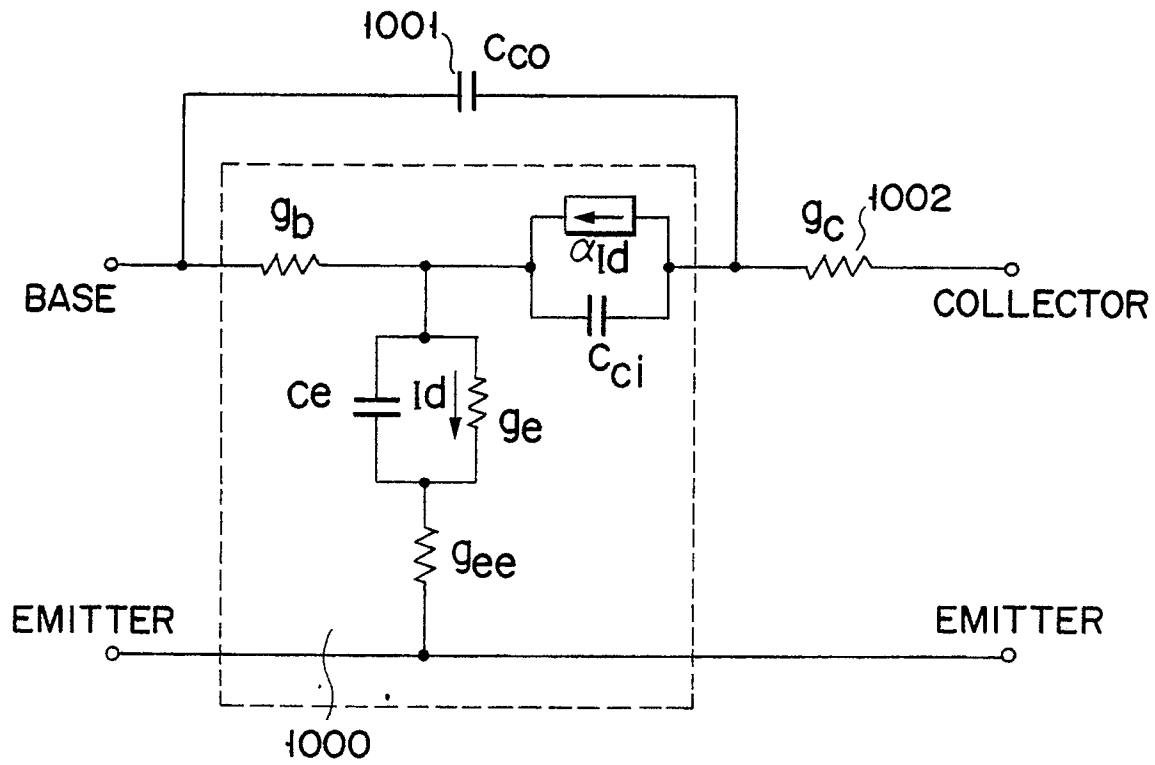 1001
Cco
gb
αId
gc
1002
BASE
COLLECTOR
Cci
Ce
Id
ge
gee
EMITTER
EMITTER
1000